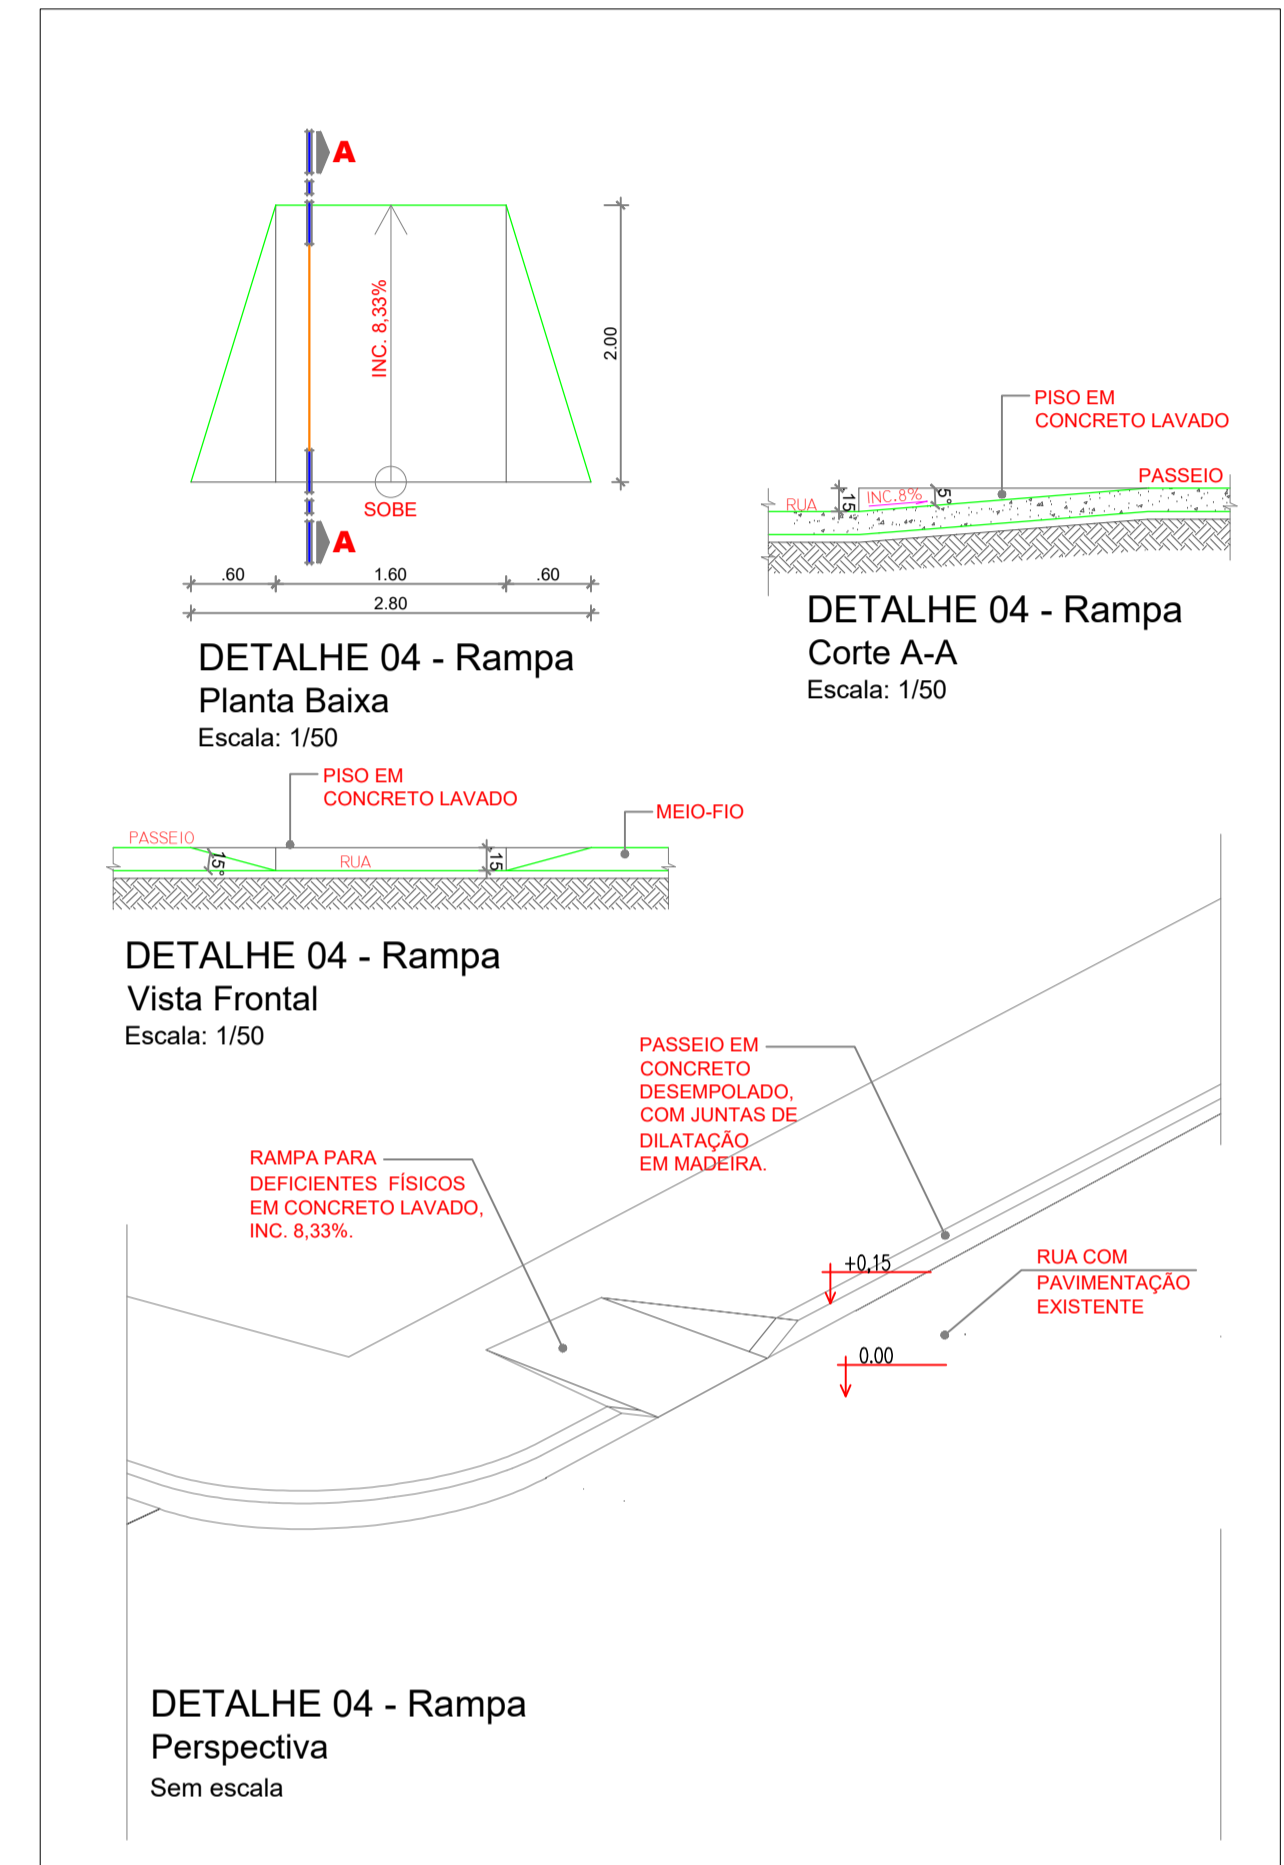 A
INC. 8,33%
2.00
SOBE
A
.60 1.60 .60
2.80
DETALHE 04 - Rampa
Planta Baixa
Escala: 1/50
PISO EM
CONCRETO LAVADO
PASSEIO
RUA
.15
INC.8%
5°
DETALHE 04 - Rampa
Corte A-A
Escala: 1/50
PISO EM
CONCRETO LAVADO
MEIO-FIO
PASSEIO
15°
RUA
.15
DETALHE 04 - Rampa
Vista Frontal
Escala: 1/50
PASSEIO EM
CONCRETO
DESEMPOLADO,
COM JUNTAS DE
DILATAÇÃO
EM MADEIRA.
RAMPA PARA
DEFICIENTES FÍSICOS
EM CONCRETO LAVADO,
INC. 8,33%.
+0,15
0.00
RUA COM
PAVIMENTAÇÃO
EXISTENTE
DETALHE 04 - Rampa
Perspectiva
Sem escala